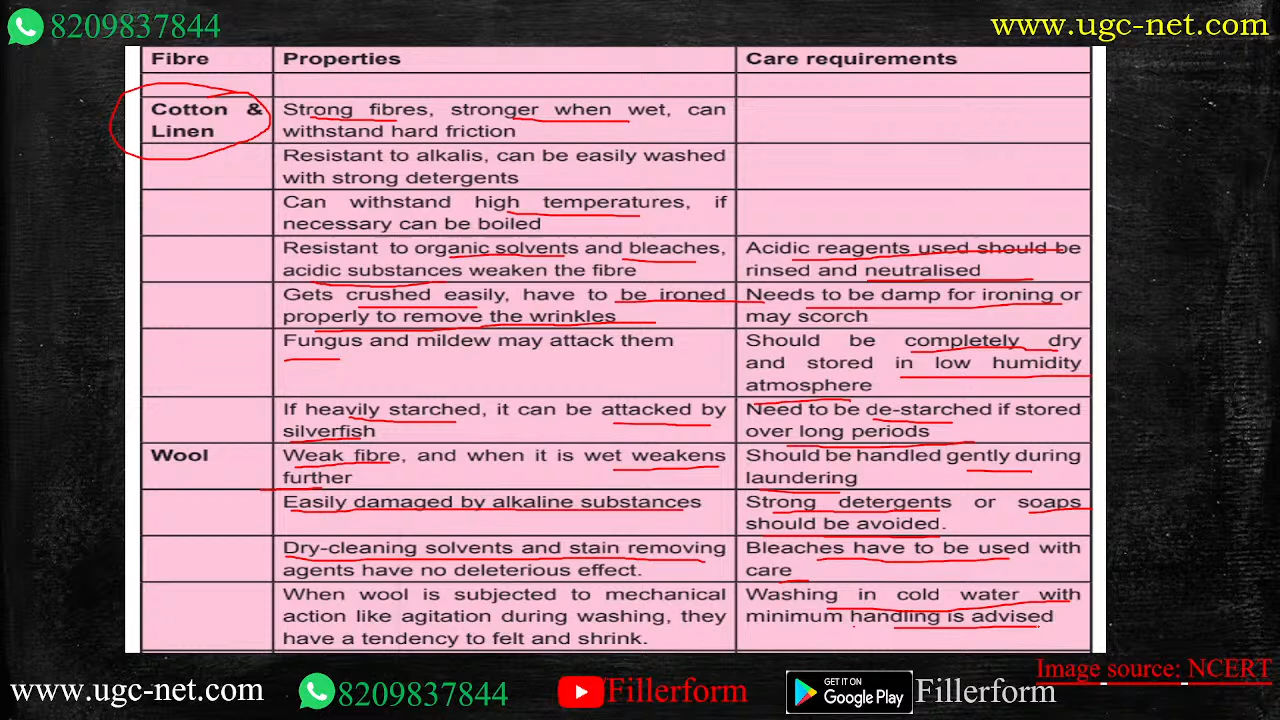 8209837844
www.ugc-net.com
Fibre Properties Care requirements
Cotton & Strong fibres, stronger when wet, can
Linen withstand hard friction
Resistant to alkalis, can be easily washed
with strong detergents
Can withstand high temperatures, if
necessary can be boiled
Resistant to organic solvents and bleaches, Acidic reagents used should be
acidic substances weaken the fibre rinsed and neutralised
Gets crushed easily, have to be ironed Needs to be damp for ironing or
properly to remove the wrinkles may scorch
Fungus and mildew may attack them Should be completely dry
and stored in low humidity
atmosphere
If heavily starched, it can be attacked by Need to be de-starched if stored
silverfish over long periods
Wool Weak fibre, and when it is wet weakens Should be handled gently during
further laundering
Easily damaged by alkaline substances Strong detergents or soaps
should be avoided.
Dry-cleaning solvents and stain removing Bleaches have to be used with
agents have no deleterious effect. care
When wool is subjected to mechanical Washing in cold water with
action like agitation during washing, they minimum handling is advised
have a tendency to felt and shrink.
Image source: NCERT
www.ugc-net.com 8209837844 Fillerform GET IT ON Google Play Fillerform